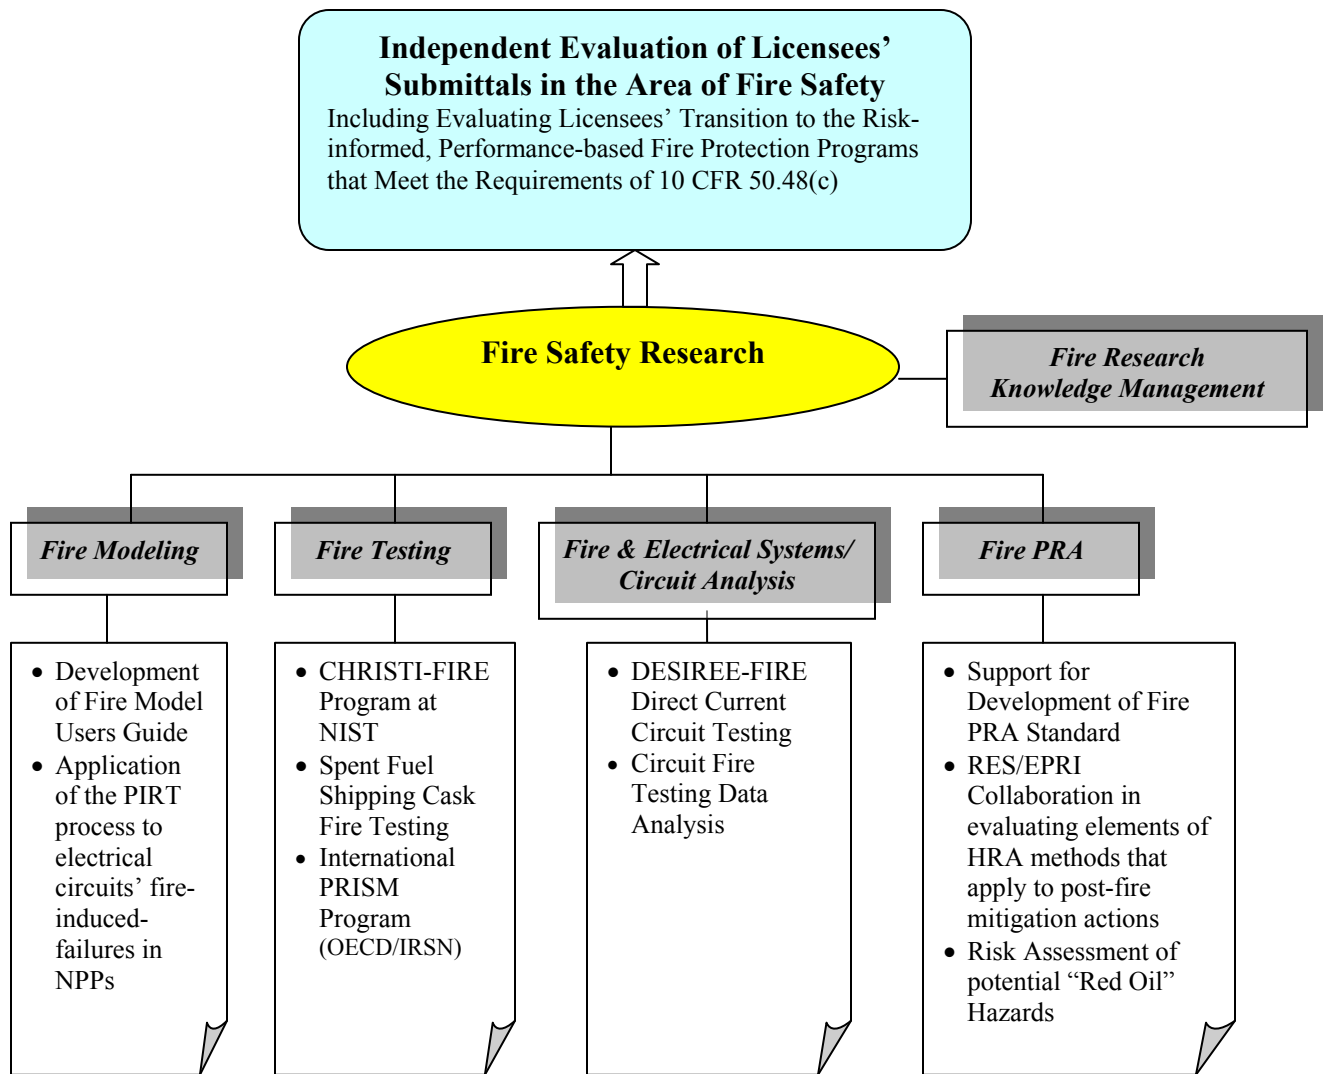 Independent Evaluation of Licensees’
Submittals in the Area of Fire Safety
Including Evaluating Licensees’ Transition to the Risk-
informed, Performance-based Fire Protection Programs
that Meet the Requirements of 10 CFR 50.48(c)
Fire Safety Research
Fire Research
Knowledge Management
Fire Modeling
Fire Testing
Fire & Electrical Systems/
Circuit Analysis
Fire PRA
• Development
of Fire Model
Users Guide
• Application
of the PIRT
process to
electrical
circuits’ fire-
induced-
failures in
NPPs
• CHRISTI-FIRE
Program at
NIST
• Spent Fuel
Shipping Cask
Fire Testing
• International
PRISM
Program
(OECD/IRSN)
• DESIREE-FIRE
Direct Current
Circuit Testing
• Circuit Fire
Testing Data
Analysis
• Support for
Development of Fire
PRA Standard
• RES/EPRI
Collaboration in
evaluating elements of
HRA methods that
apply to post-fire
mitigation actions
• Risk Assessment of
potential “Red Oil”
Hazards